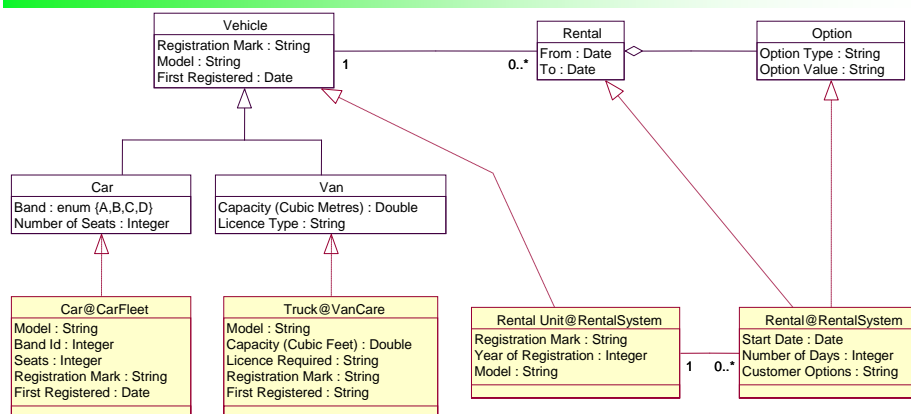 Vehicle
Registration Mark : String
Model : String
First Registered : Date
1
0..*
Rental
From : Date
To : Date
Option
Option Type : String
Option Value : String
Car
Band : enum {A,B,C,D}
Number of Seats : Integer
Van
Capacity (Cubic Metres) : Double
Licence Type : String
Car@CarFleet
Model : String
Band Id : Integer
Seats : Integer
Registration Mark : String
First Registered : Date
Truck@VanCare
Model : String
Capacity (Cubic Feet) : Double
Licence Required : String
Registration Mark : String
First Registered : String
Rental Unit@RentalSystem
Registration Mark : String
Year of Registration : Integer
Model : String
1
0..*
Rental@RentalSystem
Start Date : Date
Number of Days : Integer
Customer Options : String